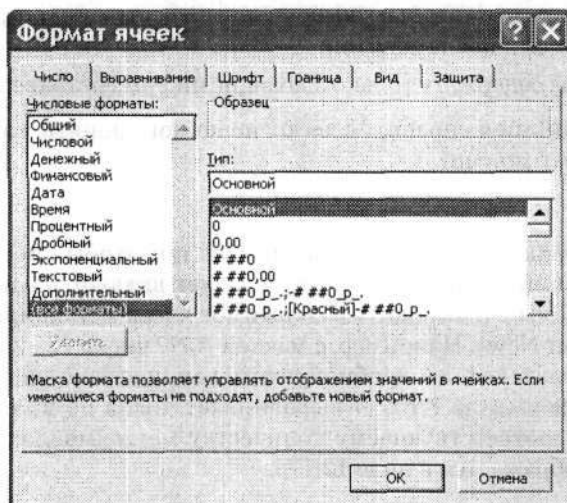 Формат ячеек
Число Выравнивание Шрифт Граница Вид Защита
Числовые форматы:
Общий
Числовой
Денежный
Финансовый
Дата
Время
Процентный
Дробный
Экспоненциальный
Текстовый
Дополнительный
(все форматы)
Образец
Тип:
Основной
Основной
0
0,00
# ##0
# ##0,00
# ##0_р_.;-# ##0_р_.
# ##0_р_.;[Красный]-# ##0_р_.
Удалить
Маска формата позволяет управлять отображением значений в ячейках. Если
имеющиеся форматы не подходят, добавьте новый формат.
ОК Отмена